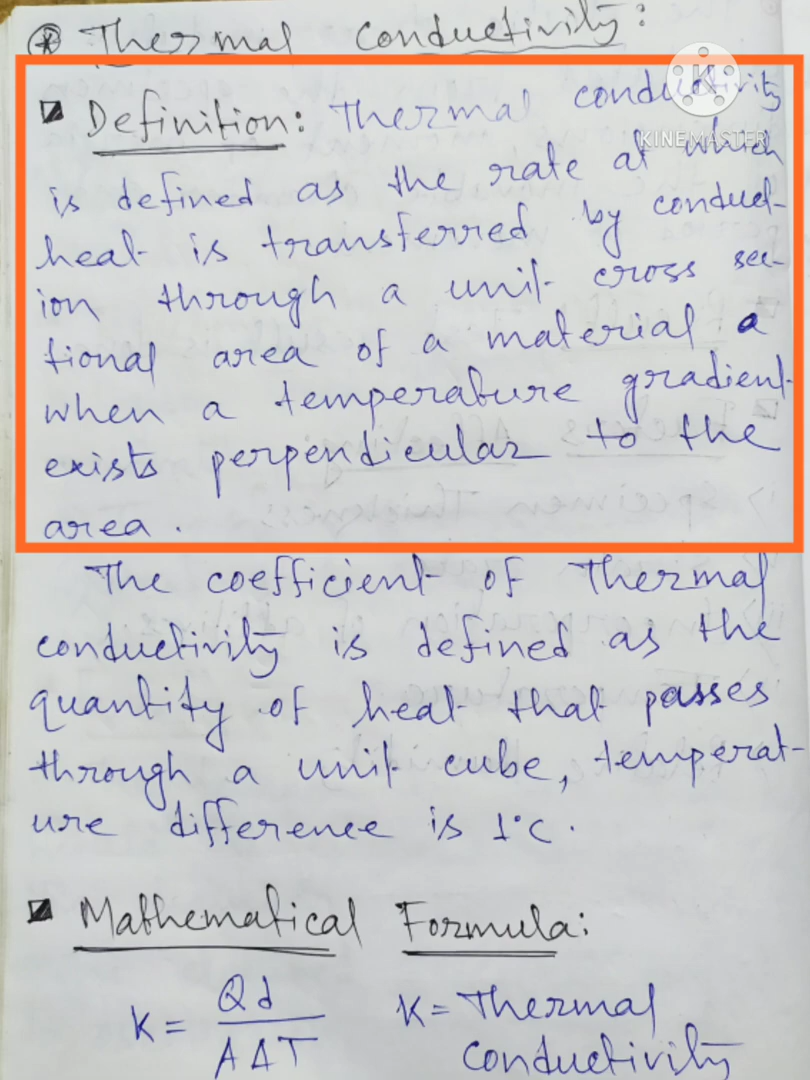 * Thermal conductivity:
Definition: Thermal conductivity
KINEMASTER
is defined as the rate at which
heat is transferred by conduct-
ion through a unit cross sec-
tional area of a material a
when a temperature gradient
exists perpendicular to the
area.
The coefficient of thermal
conductivity is defined as the
quantity of heat that passes
through a unit cube, temperat-
ure difference is 1°C.
Mathematical Formula:
K = Qd / AΔT K = Thermal
conductivity